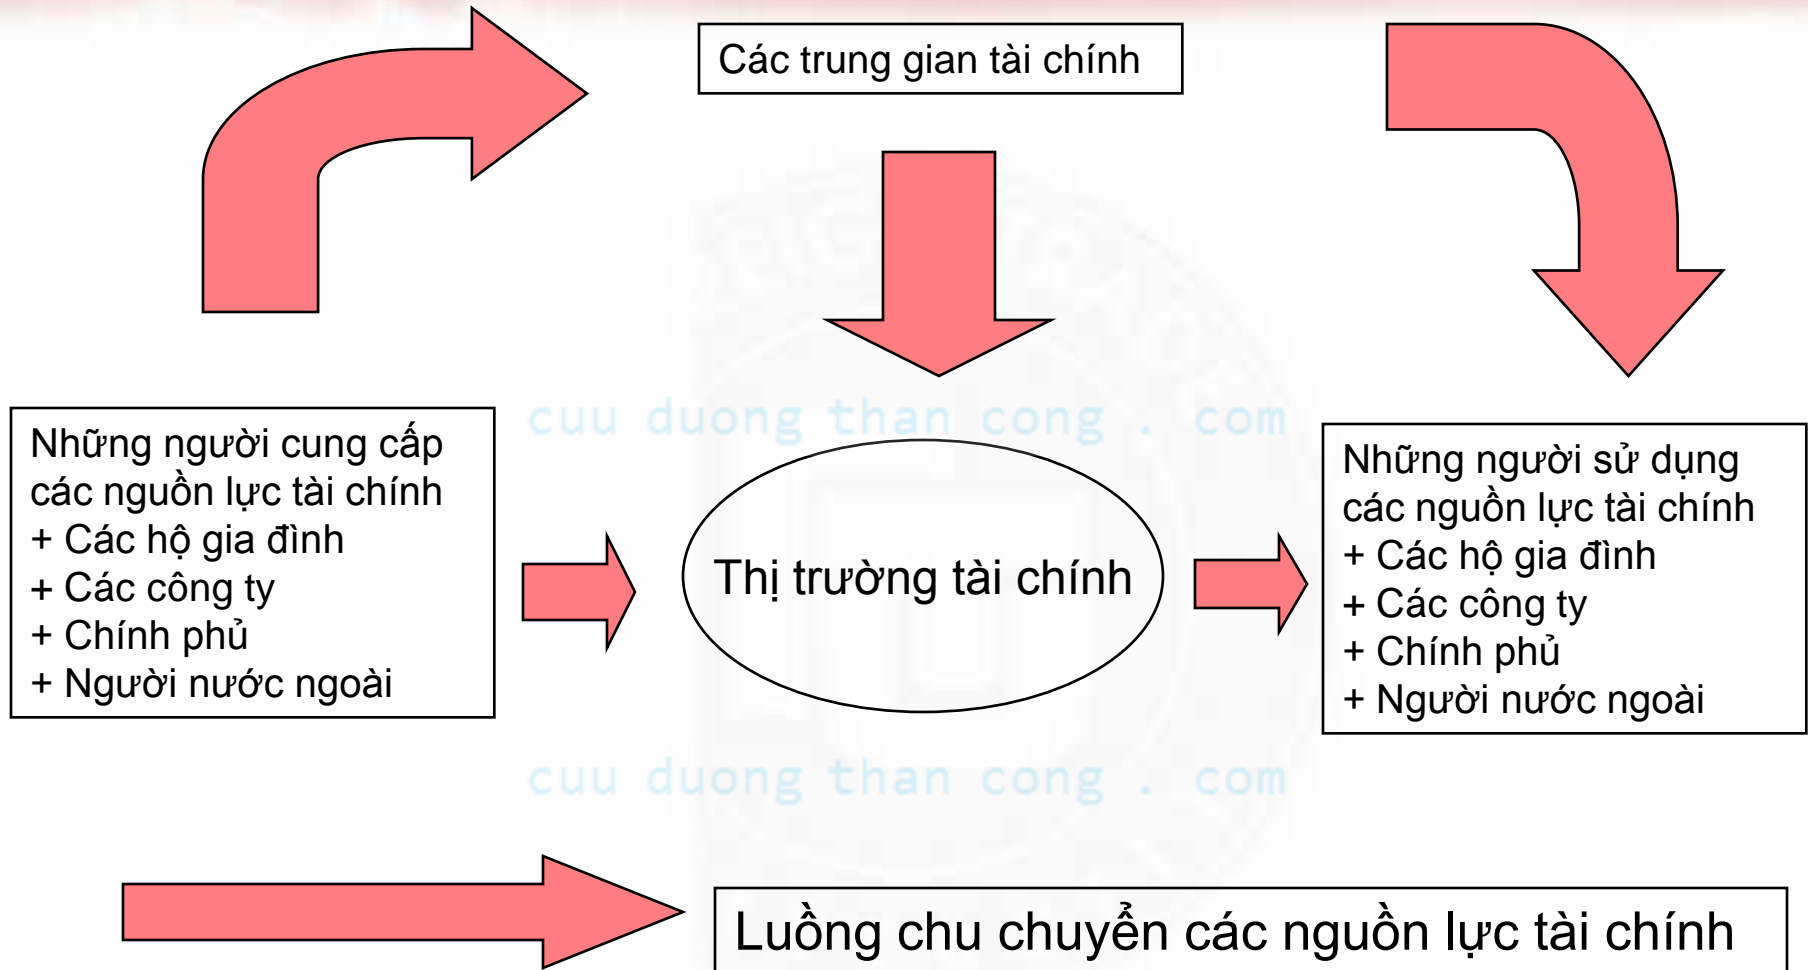 Các trung gian tài chính
cuu duong than cong . com
Những người cung cấp
các nguồn lực tài chính
+ Các hộ gia đình
+ Các công ty
+ Chính phủ
+ Người nước ngoài
Thị trường tài chính
Những người sử dụng
các nguồn lực tài chính
+ Các hộ gia đình
+ Các công ty
+ Chính phủ
+ Người nước ngoài
cuu duong than cong . com
Luồng chu chuyển các nguồn lực tài chính